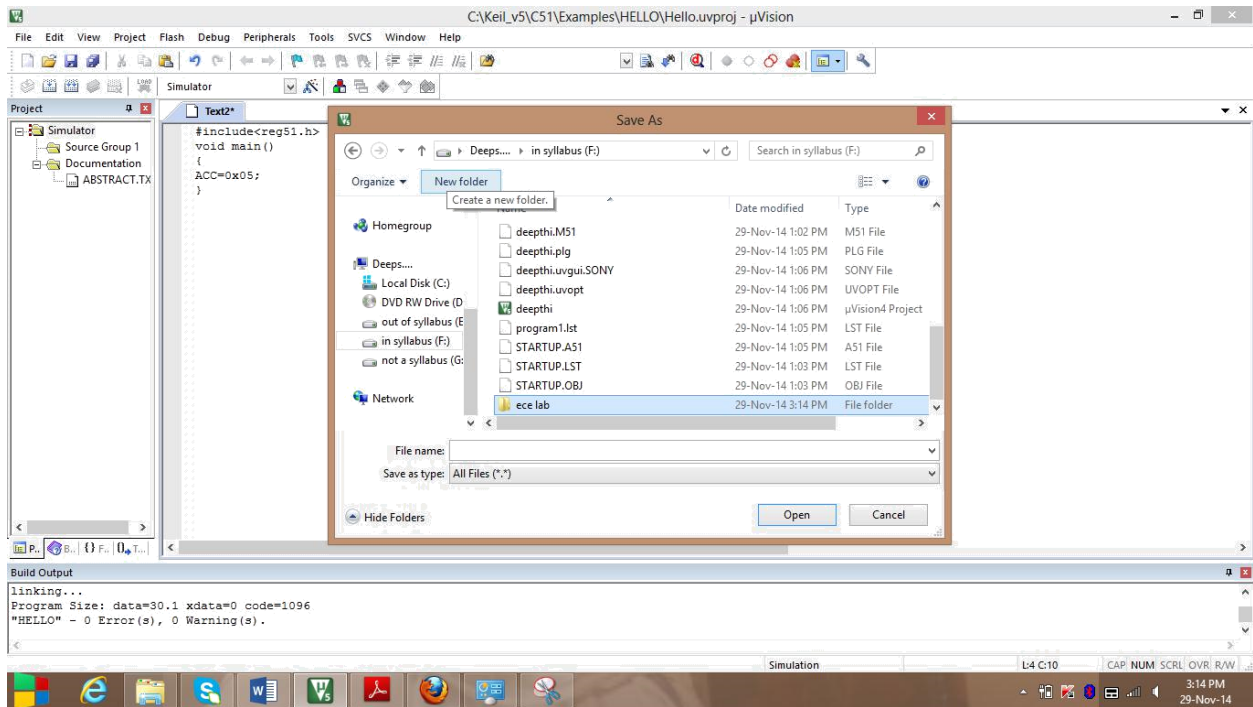 C:\Keil_v5\C51\Examples\HELLO\Hello.uvproj - µVision
File Edit View Project Flash Debug Peripherals Tools SVCS Window Help
Simulator
Project
Text2*
Simulator
Source Group 1
Documentation
ABSTRACT.TX
#include<reg51.h>
void main()
{
ACC=0x05;
}
Save As
Deeps.... in syllabus (F:)
Search in syllabus (F:)
Organize New folder
Create a new folder.
Name Date modified Type
Homegroup
Deeps....
Local Disk (C:)
DVD RW Drive (D
out of syllabus (E
in syllabus (F:)
not a syllabus (G:
Network
deepthi.M51 29-Nov-14 1:02 PM M51 File
deepthi.plg 29-Nov-14 1:05 PM PLG File
deepthi.uvgui.SONY 29-Nov-14 1:06 PM SONY File
deepthi.uvopt 29-Nov-14 1:06 PM UVOPT File
deepthi 29-Nov-14 1:06 PM µVision4 Project
program1.lst 29-Nov-14 1:05 PM LST File
STARTUP.A51 29-Nov-14 1:05 PM A51 File
STARTUP.LST 29-Nov-14 1:03 PM LST File
STARTUP.OBJ 29-Nov-14 1:03 PM OBJ File
ece lab 29-Nov-14 3:14 PM File folder
File name:
Save as type: All Files (*.*)
Hide Folders
Open Cancel
P... B... {} F... 0 T...
Build Output
linking...
Program Size: data=30.1 xdata=0 code=1096
"HELLO" - 0 Error(s), 0 Warning(s).
Simulation L:4 C:10 CAP NUM SCRL OVR R/W
3:14 PM
29-Nov-14